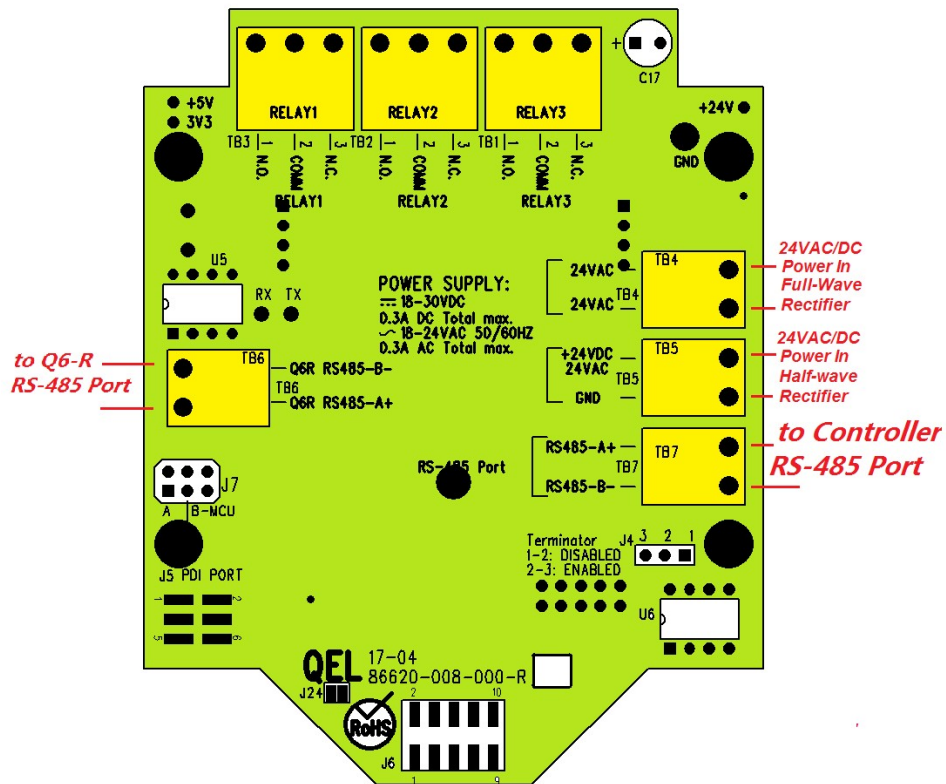 +
C17
+5V
3V3
+24V
GND
RELAY1
RELAY2
RELAY3
TB3 1 2 3
TB2 1 2 3
TB1 1 2 3
N.O. COMM N.C.
N.O. COMM N.C.
N.O. COMM N.C.
RELAY1
RELAY2
RELAY3
U5
RX TX
POWER SUPPLY:
18-30VDC
0.3A DC Total max.
18-24VAC 50/60HZ
0.3A AC Total max.
24VAC
24VAC
TB4
TB4
24VAC/DC
Power In
Full-Wave
Rectifier
+24VDC
24VAC
GND
TB5
TB5
24VAC/DC
Power In
Half-wave
Rectifier
to Q6-R
RS-485 Port
TB6
TB6
Q6R RS485-B-
Q6R RS485-A+
RS485-A+
RS485-B-
TB7
TB7
to Controller
RS-485 Port
RS-485 Port
J7
A B-MCU
J5 PDI PORT
1 2
5 6
Terminator
1-2: DISABLED
2-3: ENABLED
J4 3 2 1
U6
QEL 17-04
86620-008-000-R
J24
RoHS
2 10
J6
1 9